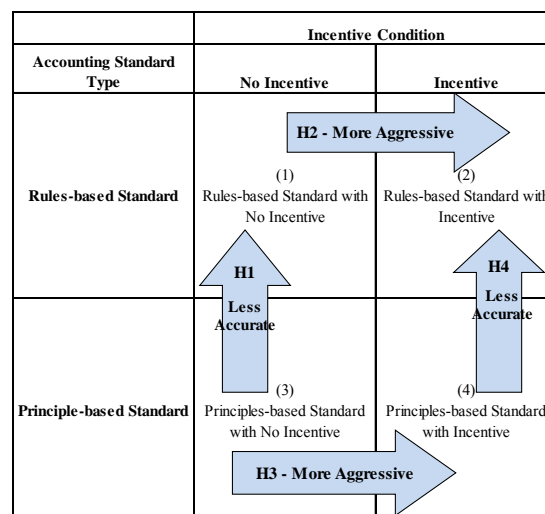 Incentive Condition
Accounting Standard
Type
No Incentive
Incentive
H2 - More Aggressive
Rules-based Standard
(1)
Rules-based Standard with
No Incentive
(2)
Rules-based Standard with
Incentive
H1
Less
Accurate
H4
Less
Accurate
Principle-based Standard
(3)
Principles-based Standard
with No Incentive
(4)
Principles-based Standard
with Incentive
H3 - More Aggressive